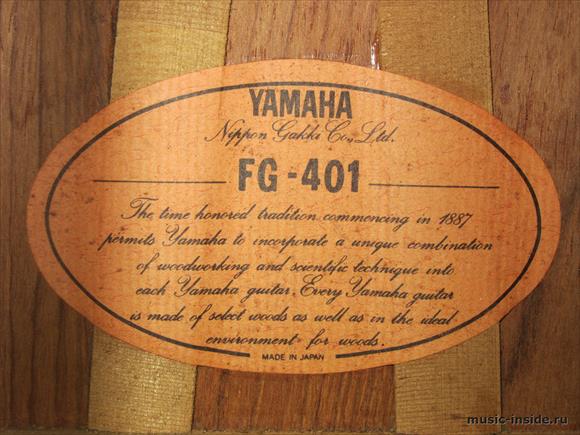 YAMAHA
Nippon Gakki Co., Ltd.
FG-401
The time honored tradition commencing in 1887
permits Yamaha to incorporate a unique combination
of woodworking and scientific technique into
each Yamaha guitar. Every Yamaha guitar
is made of select woods as well as in the ideal
environment for woods.
MADE IN JAPAN
music-inside.ru